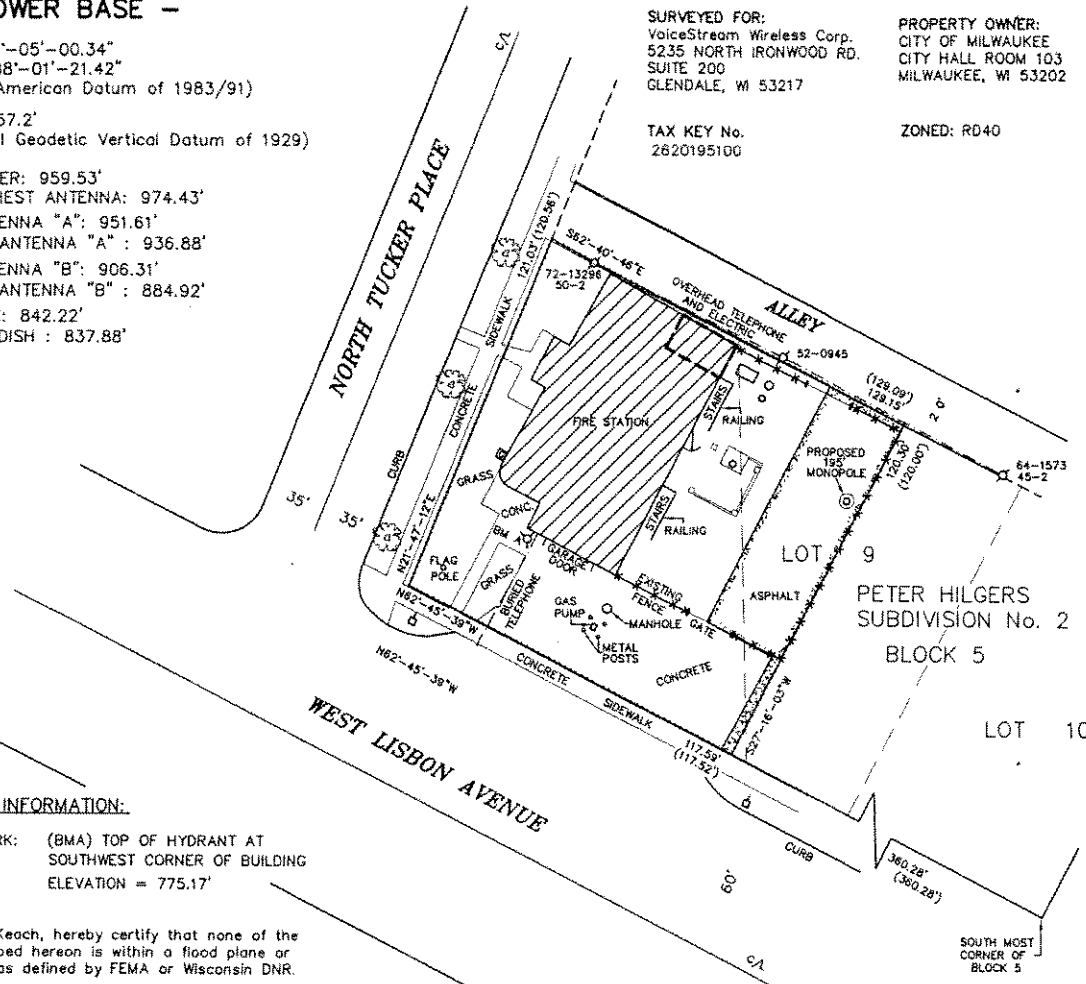 OWER BASE –
'–05'–00.34"
38°–01'–21.42"
American Datum of 1983/91)
57.2'
l Geodetic Vertical Datum of 1929)
ER: 959.53'
HEST ANTENNA: 974.43'
ENNA "A": 951.61'
ANTENNA "A" : 936.88'
ENNA "B": 906.31'
ANTENNA "B" : 884.92'
: 842.22'
DISH : 837.88'
SURVEYED FOR:
VoiceStream Wireless Corp.
5235 NORTH IRONWOOD RD.
SUITE 200
GLENDALE, WI 53217
PROPERTY OWNER:
CITY OF MILWAUKEE
CITY HALL ROOM 103
MILWAUKEE, WI 53202
TAX KEY No.
2620195100
ZONED: RD40
c/L
NORTH TUCKER PLACE
121.03' (120.56')
S62°-40'-46"E
72-13296
50-2
OVERHEAD TELEPHONE
AND ELECTRIC
ALLEY
52-0945
(129.09')
129.15'
2.0'
64-1573
45-2
SIDEWALK
CONCRETE
CURB
GRASS
FIRE STATION
STAIRS
RAILING
PROPOSED
195'
MONOPOLE
120.30'
(120.00')
35'
35'
CONC.
BM A
STAIRS
RAILING
N21°-47'-12"E
FLAG
POLE
GRASS
GARAGE
DOOR
BURIED
TELEPHONE
EXISTING
FENCE
GATE
GAS
PUMP
MANHOLE
METAL
POSTS
LOT 9
ASPHALT
PETER HILGERS
SUBDIVISION No. 2
BLOCK 5
LOT 10
N62°-45'-39"W
N62°-45'-39"W
CONCRETE
SIDEWALK
CONCRETE
S27°-16'-03"W
117.59'
(117.52')
WEST LISBON AVENUE
CURB
60'
c/L
360.28'
(360.28')
SOUTH MOST
CORNER OF
BLOCK 5
INFORMATION:
RK: (BMA) TOP OF HYDRANT AT
SOUTHWEST CORNER OF BUILDING
ELEVATION = 775.17'
Keach, hereby certify that none of the
bed hereon is within a flood plane or
as defined by FEMA or Wisconsin DNR.